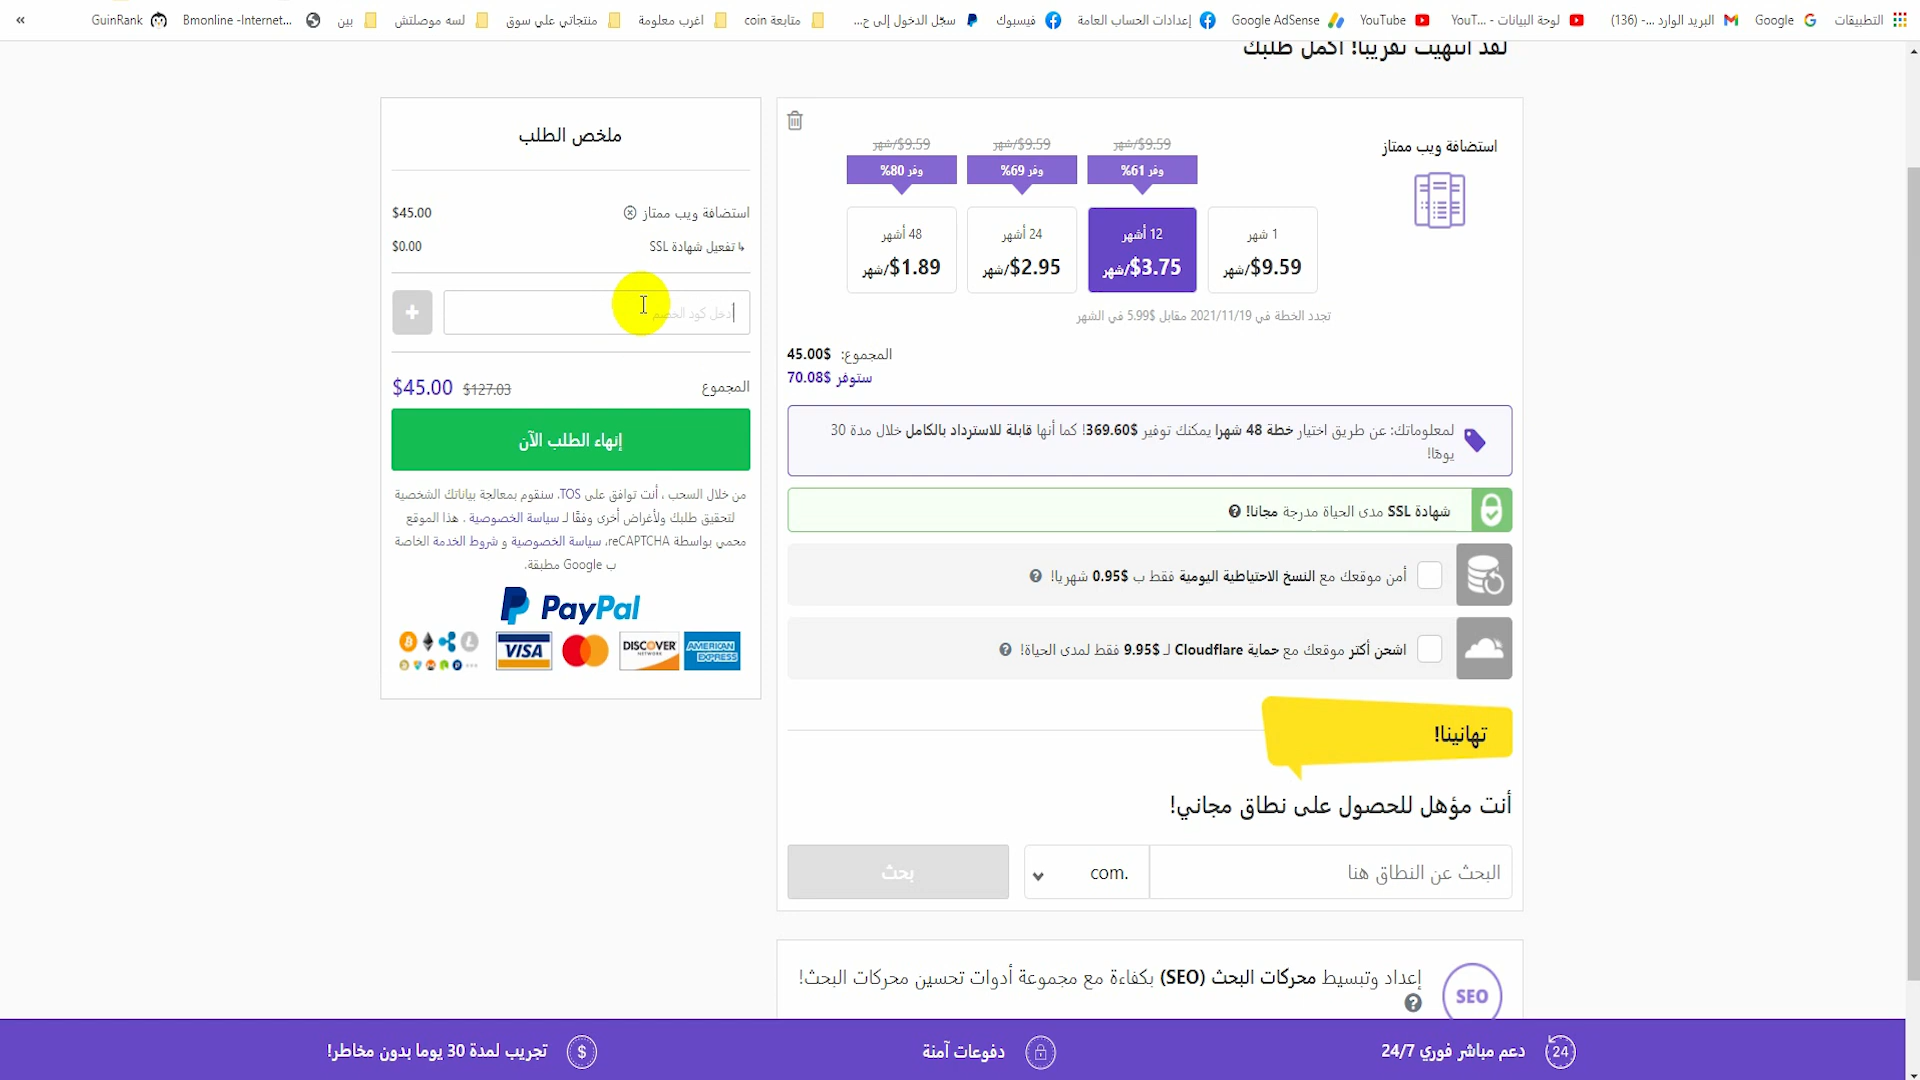 التطبيقات
Google
البريد الوارد ...- (136)
لوحة البيانات - ...YouT
YouTube
Google AdSense
إعدادات الحساب العامة
فيسبوك
سجّل الدخول إلى ح...
متابعة coin
اغرب معلومة
منتجاتي علي سوق
لسه موصلتش
بين
Bmonline -Internet...
GuinRank
»
لقد انتهيت تقريبًا! أكمل طلبك
استضافة ويب ممتاز
$9.59/شهر
$9.59/شهر
$9.59/شهر
وفر 61%
وفر 69%
وفر 80%
1 شهر
$9.59/شهر
12 أشهر
$3.75/شهر
24 أشهر
$2.95/شهر
48 أشهر
$1.89/شهر
تجدد الخطة في 2021/11/19 مقابل $5.99 في الشهر
المجموع: $45.00
ستوفر $70.08
لمعلوماتك: عن طريق اختيار خطة 48 شهرا يمكنك توفير $369.60! كما أنها قابلة للاسترداد بالكامل خلال مدة 30
يومًا!
شهادة SSL مدى الحياة مدرجة مجانا! ?
أمن موقعك مع النسخ الاحتياطية اليومية فقط ب $0.95 شهريا! ?
اشحن أكثر موقعك مع حماية Cloudflare لـ $9.95 فقط لمدى الحياة! ?
تهانينا!
أنت مؤهل للحصول على نطاق مجاني!
البحث عن النطاق هنا
.com
بحث
إعداد وتبسيط محركات البحث (SEO) بكفاءة مع مجموعة أدوات تحسين محركات البحث!
?
SEO
ملخص الطلب
استضافة ويب ممتاز
$45.00
↳ تفعيل شهادة SSL
$0.00
أدخل كود الخصم
+
المجموع
$127.03
$45.00
إنهاء الطلب الآن
من خلال السحب ، أنت توافق على TOS. سنقوم بمعالجة بياناتك الشخصية
لتحقيق طلبك ولأغراض أخرى وفقًا لـ سياسة الخصوصية . هذا الموقع
محمي بواسطة reCAPTCHA، سياسة الخصوصية و شروط الخدمة الخاصة
ب Google مطبقة.
PayPal
VISA
DISCOVER
NETWORK
AMERICAN
EXPRESS
24
دعم مباشر فوري 24/7
دفوعات آمنة
$
تجريب لمدة 30 يوما بدون مخاطر!